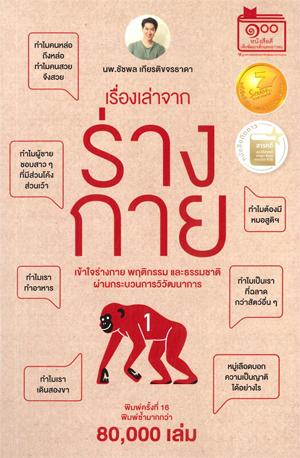 ๑๐๐
หนังสือดี
นพ.ชัชพล เกียรติขจรธาดา
ทำไมคนหล่อ
ถึงหล่อ
ทำไมคนสวย
จึงสวย
เรื่องเล่าจาก
ร่าง
กาย
ทำไมผู้ชาย
ชอบสาว ๆ
ที่มีส่วนโค้ง
ส่วนเว้า
ทำไมต้องมี
หมอสูติฯ
เข้าใจร่างกาย พฤติกรรม และธรรมชาติ
ผ่านกระบวนการวิวัฒนาการ
ทำไมเรา
ทำอาหาร
ทำไมเราเป็นเรา
ที่ฉลาด
กว่าสัตว์อื่น ๆ
1
ทำไมเรา
เดินสองขา
หมู่เลือดบอก
ความเป็นญาติ
ได้อย่างไร
พิมพ์ครั้งที่ 16
พิมพ์ซ้ำมากกว่า
80,000 เล่ม